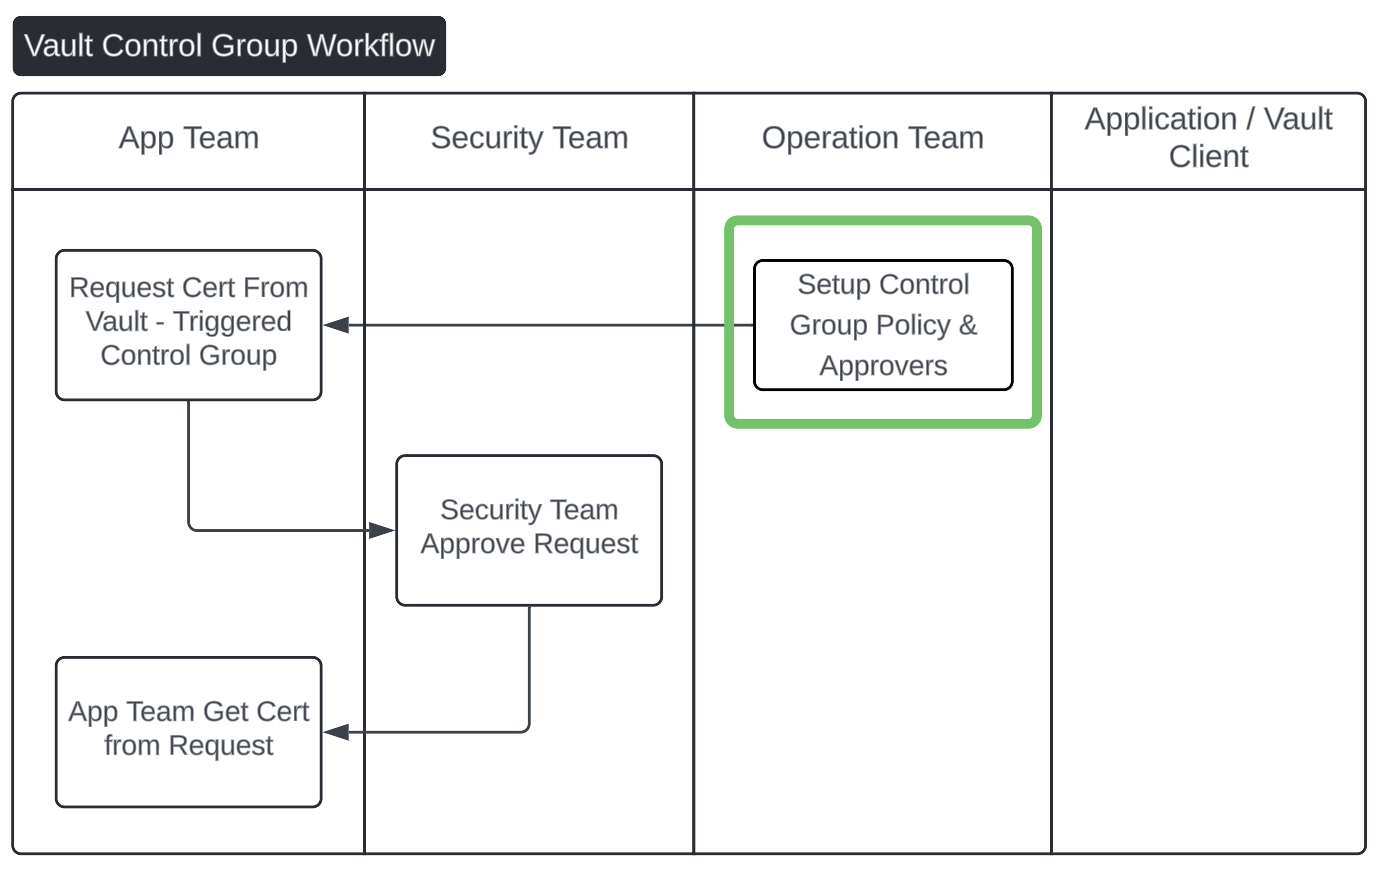 Vault Control Group Workflow
App Team
Security Team
Operation Team
Application / Vault
Client
Request Cert From
Vault - Triggered
Control Group
Setup Control
Group Policy &
Approvers
Security Team
Approve Request
App Team Get Cert
from Request